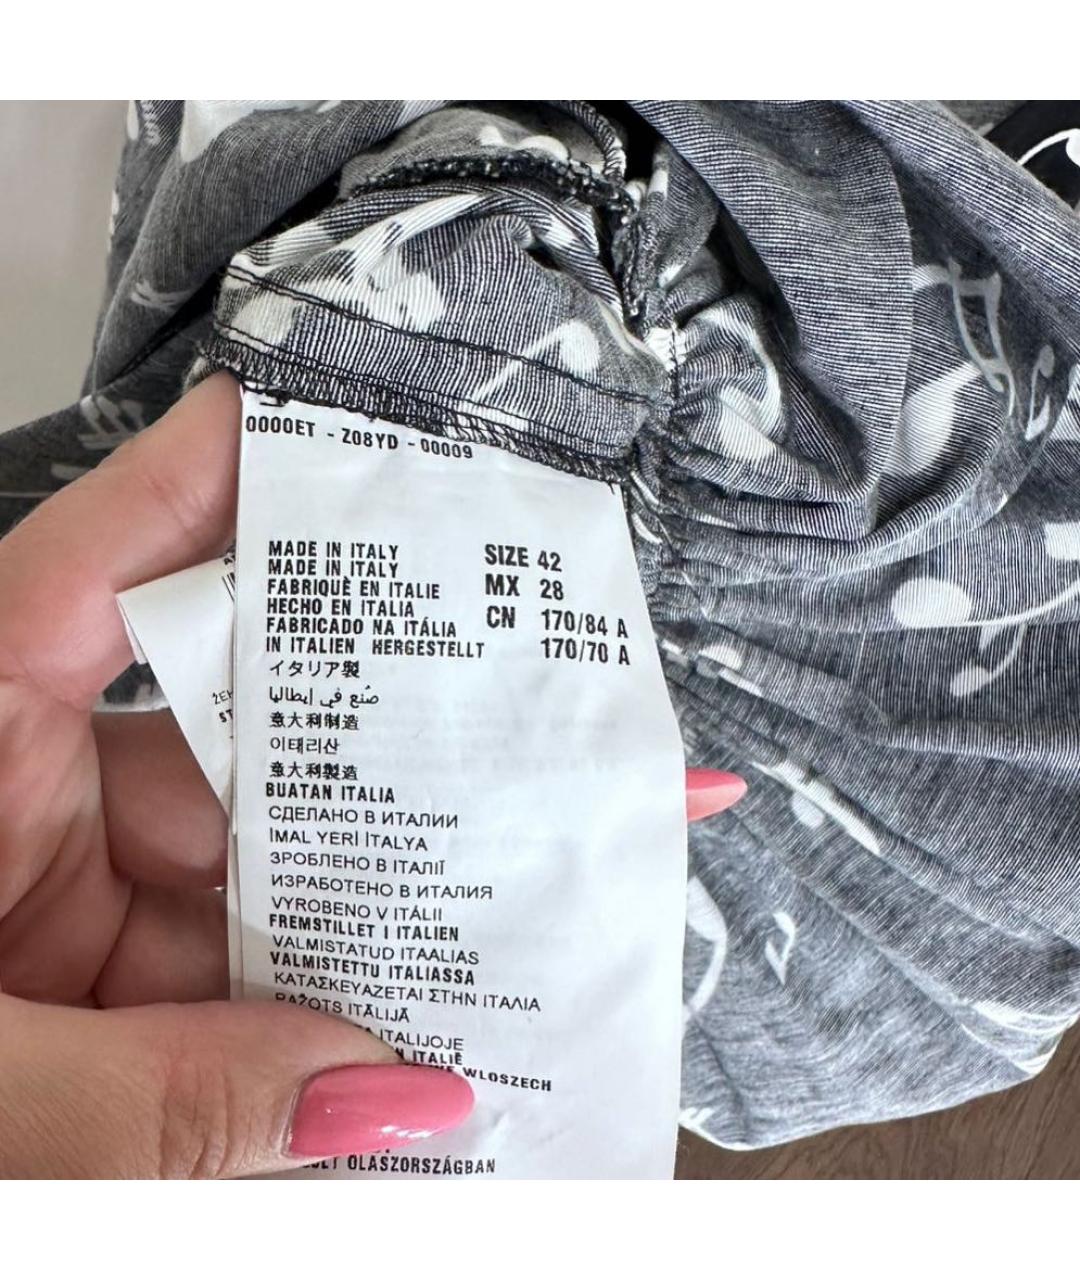 0000ET - Z08YD - 00009
MADE IN ITALY
MADE IN ITALY
FABRIQUÈ EN ITALIE
HECHO EN ITALIA
FABRICADO NA ITÁLIA
IN ITALIEN HERGESTELLT
イタリア製
صنع في إيطاليا
意大利制造
이태리산
意大利製造
BUATAN ITALIA
СДЕЛАНО В ИТАЛИИ
İMAL YERİ İTALYA
ЗРОБЛЕНО В ІТАЛІЇ
ИЗРАБОТЕНО В ИТАЛИЯ
VYROBENO V ITÁLII
FREMSTILLET I ITALIEN
VALMISTATUD ITAALIAS
VALMISTETTU ITALIASSA
ΚΑΤΑΣΚΕΥΑΖΕΤΑΙ ΣΤΗΝ ΙΤΑΛΙΑ
RAŽOTS ITĀLIJĀ
ITALIJOJE
ITALIË
WLOSZECH
OLASZORSZÁGBAN
SIZE 42
MX 28
CN 170/84 A
170/70 A